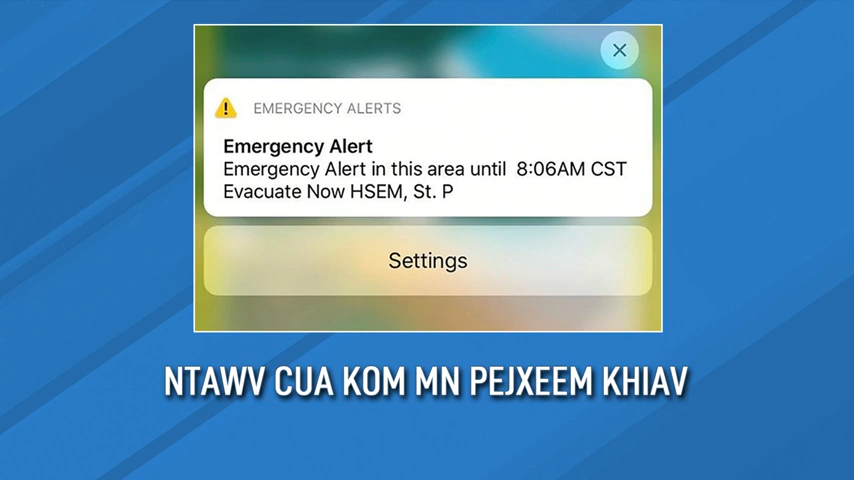 EMERGENCY ALERTS
Emergency Alert
Emergency Alert in this area until 8:06AM CST
Evacuate Now HSEM, St. P
Settings
NTAWV CUA KOM MN PEJXEEM KHIAV